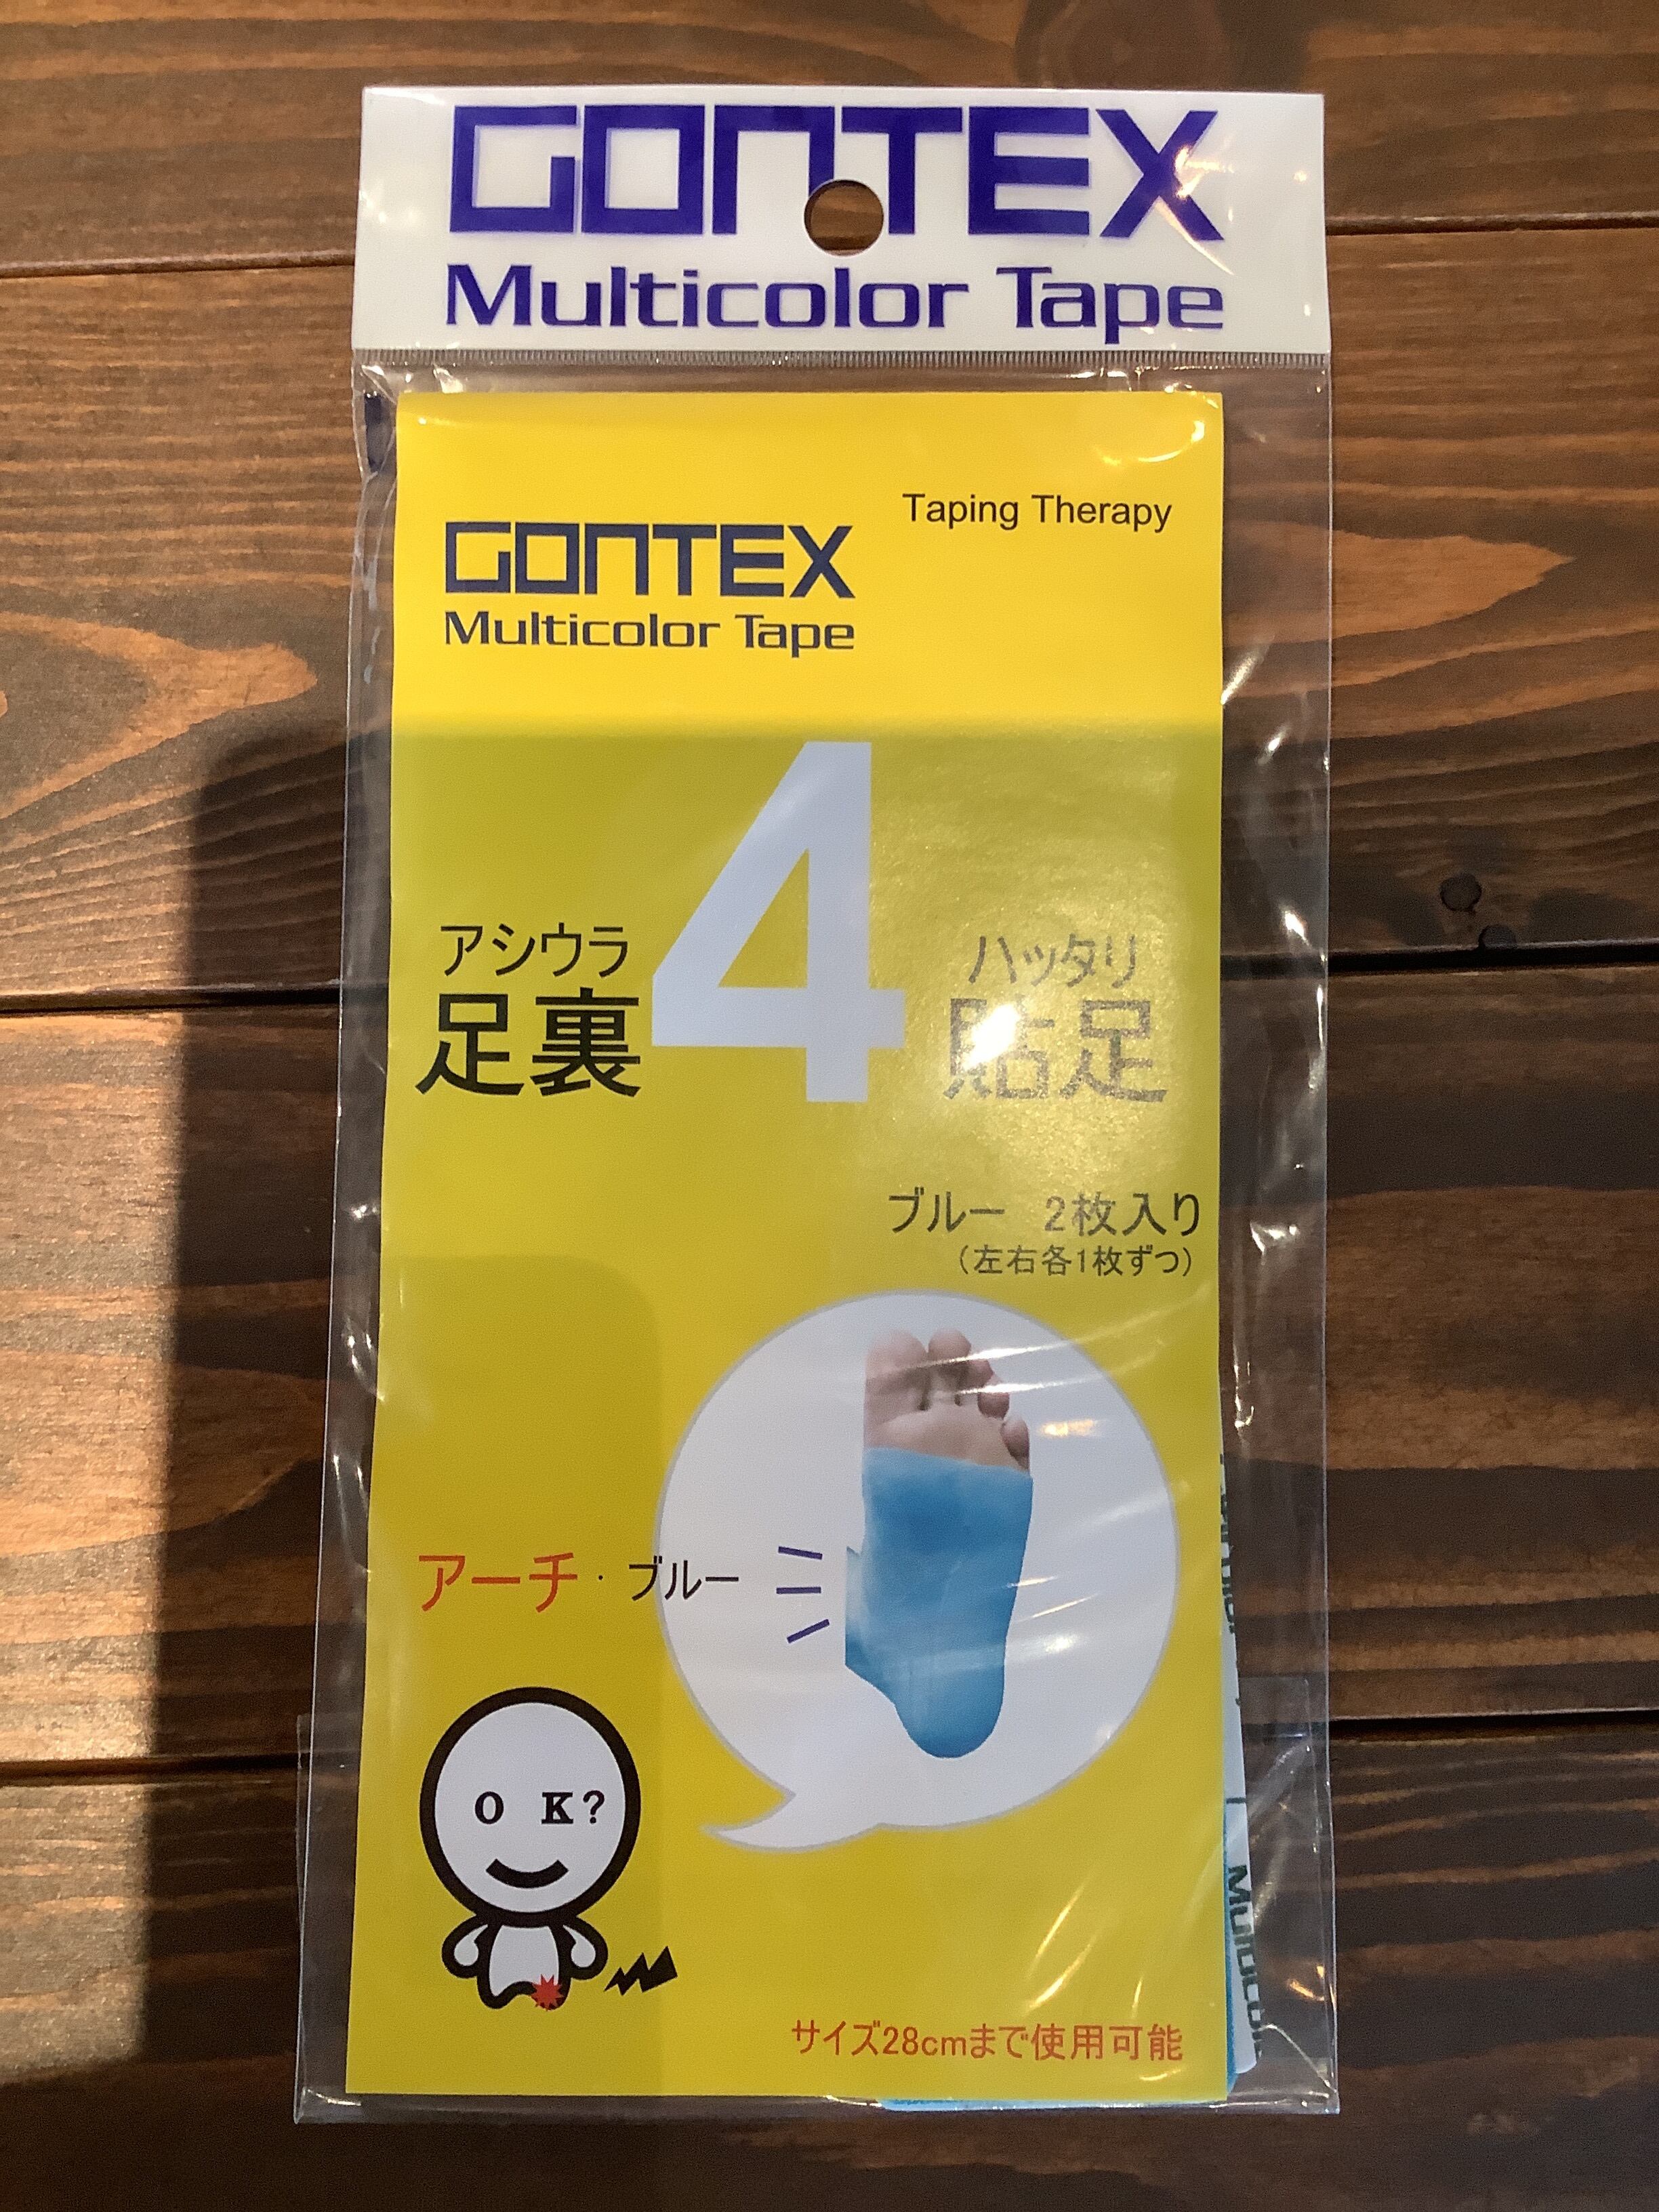 GONTEX
Multicolor Tape
Taping Therapy
GONTEX
Multicolor Tape
4
アシウラ
足裏
ハッタリ
貼足
ブルー 2枚入り
(左右各1枚ずつ)
アーチ・ブルー
O K?
サイズ28cmまで使用可能